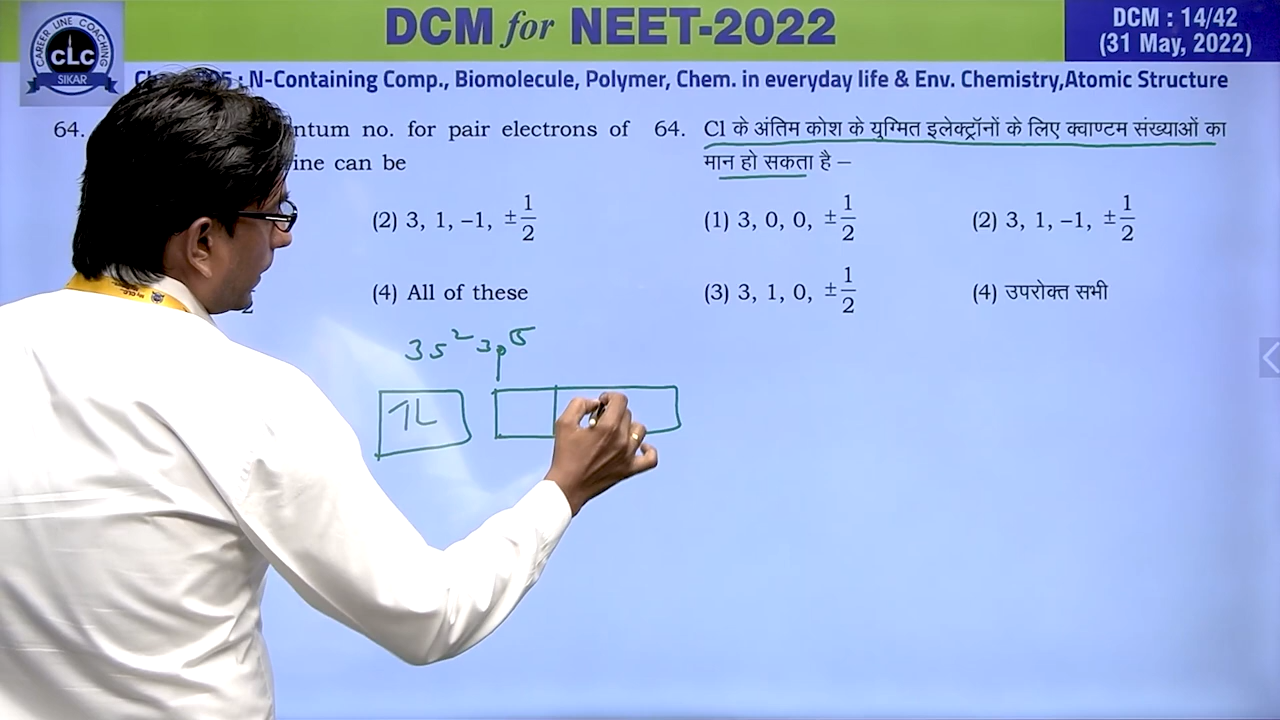 DCM for NEET-2022
DCM : 14/42
(31 May, 2022)
CAREER LINE COACHING
CLC
SIKAR
: N-Containing Comp., Biomolecule, Polymer, Chem. in everyday life & Env. Chemistry,Atomic Structure
64. ntum no. for pair electrons of
ine can be
(2) 3, 1, –1, ±1/2
(4) All of these
2
64. Cl के अंतिम कोश के युग्मित इलेक्ट्रॉनों के लिए क्वाण्टम संख्याओं का
मान हो सकता है –
(1) 3, 0, 0, ±1/2 (2) 3, 1, –1, ±1/2
(3) 3, 1, 0, ±1/2 (4) उपरोक्त सभी
3s² 3p⁵
1L